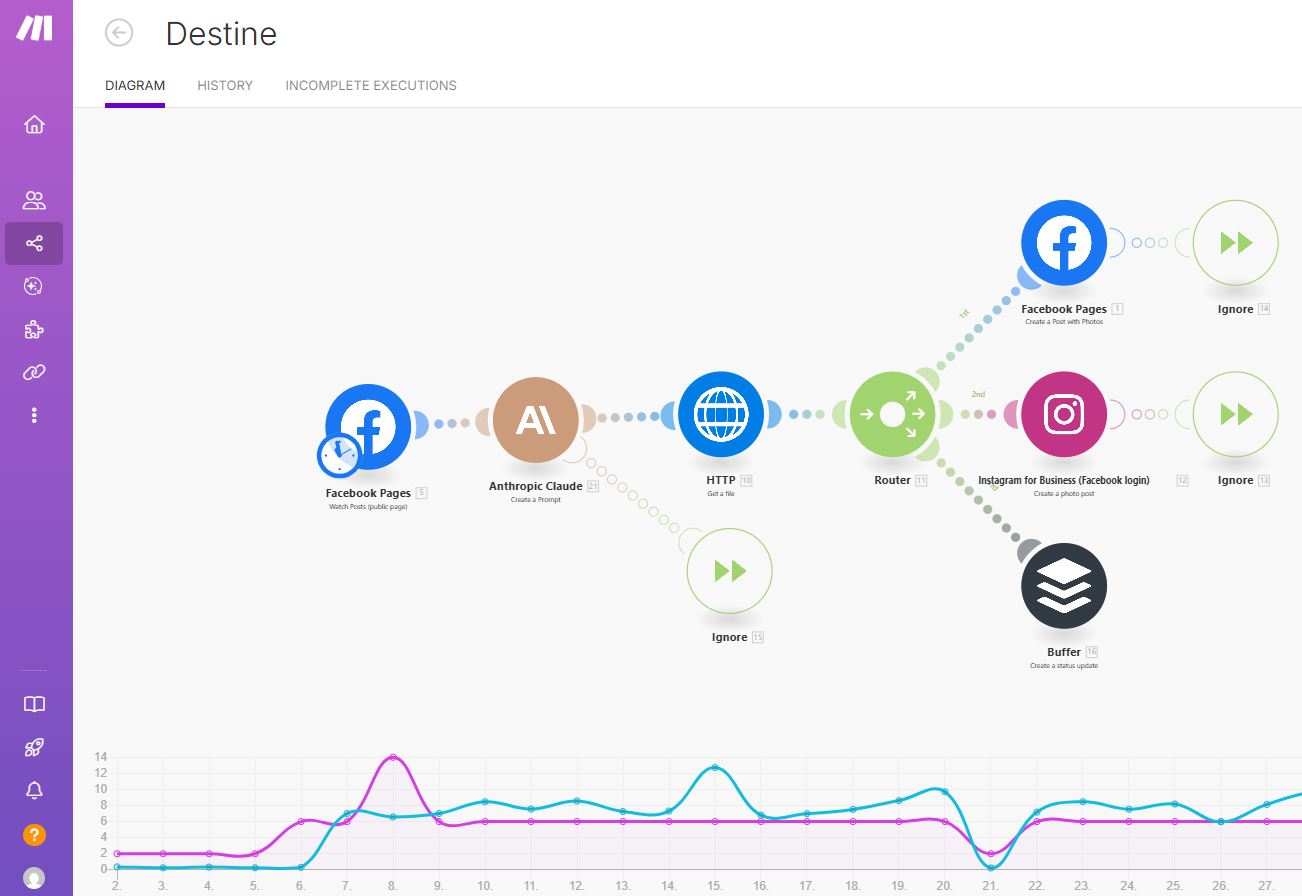 Destine
DIAGRAM HISTORY INCOMPLETE EXECUTIONS
1st
Facebook Pages 1
Create a Post with Photos
Ignore 14
2nd
Facebook Pages 5
Watch Posts (public page)
Anthropic Claude 21
Create a Prompt
HTTP 10
Get a file
Router 11
Instagram for Business (Facebook login) 12
Create a photo post
Ignore 13
Ignore 15
Buffer 16
Create a status update
14
12
10
8
6
4
2
0
2. 3. 4. 5. 6. 7. 8. 9. 10. 11. 12. 13. 14. 15. 16. 17. 18. 19. 20. 21. 22. 23. 24. 25. 26. 27.
?